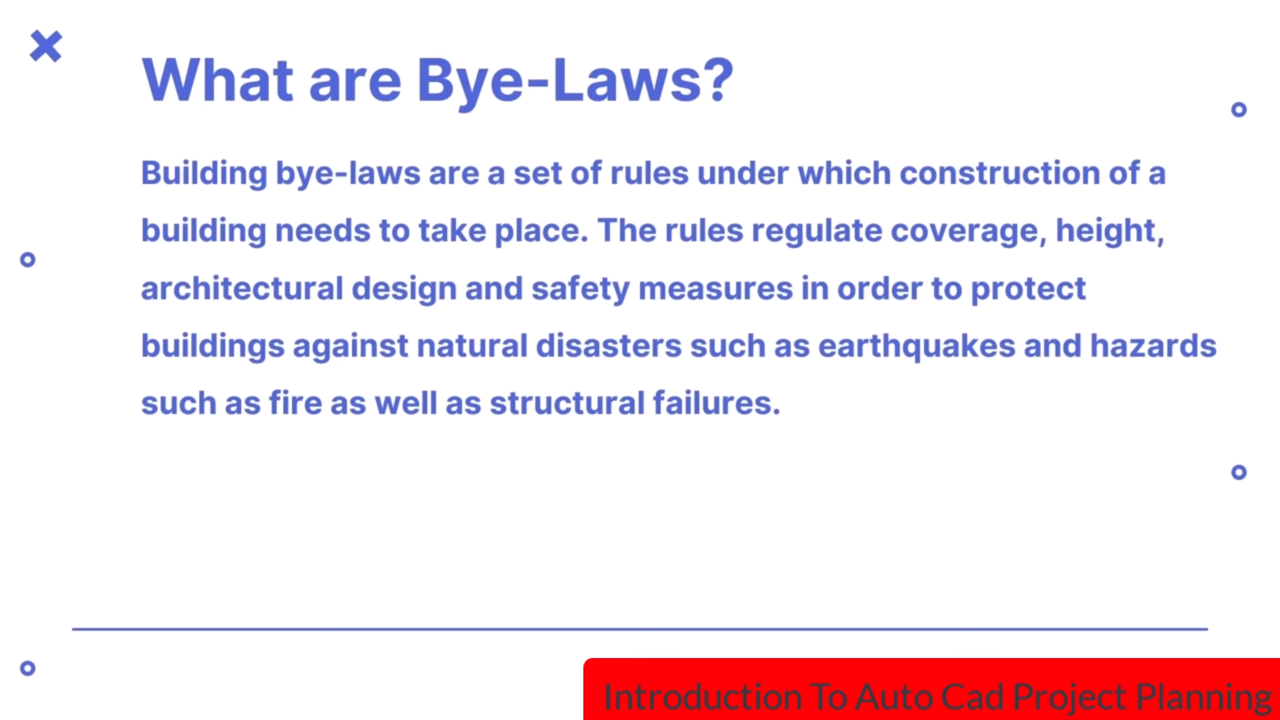 What are Bye-Laws?
Building bye-laws are a set of rules under which construction of a
building needs to take place. The rules regulate coverage, height,
architectural design and safety measures in order to protect
buildings against natural disasters such as earthquakes and hazards
such as fire as well as structural failures.
Introduction To Auto Cad Project Planning